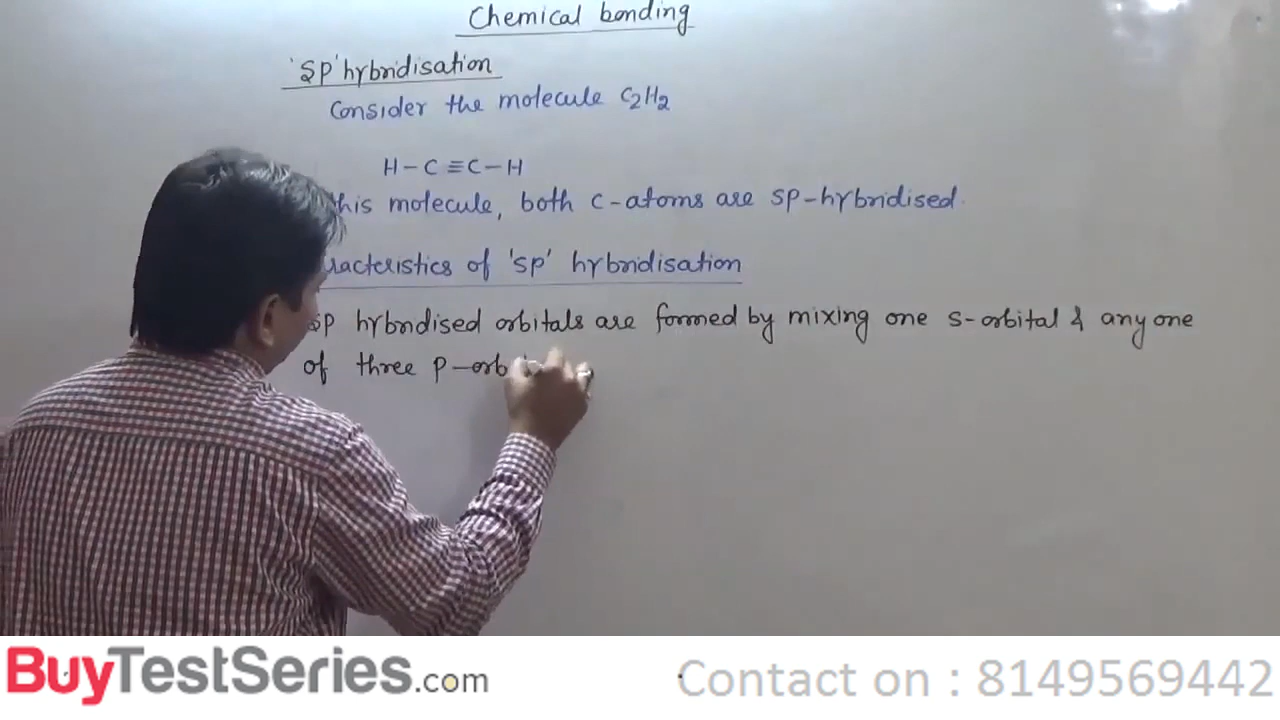 Chemical bonding
'SP' hybridisation
Consider the molecule C2H2
H-C≡C-H
this molecule, both C-atoms are SP-hybridised.
racteristics of 'SP' hybridisation
SP hybridised orbitals are formed by mixing one s-orbital & any one
of three p-orb
BuyTestSeries.com
Contact on : 8149569442